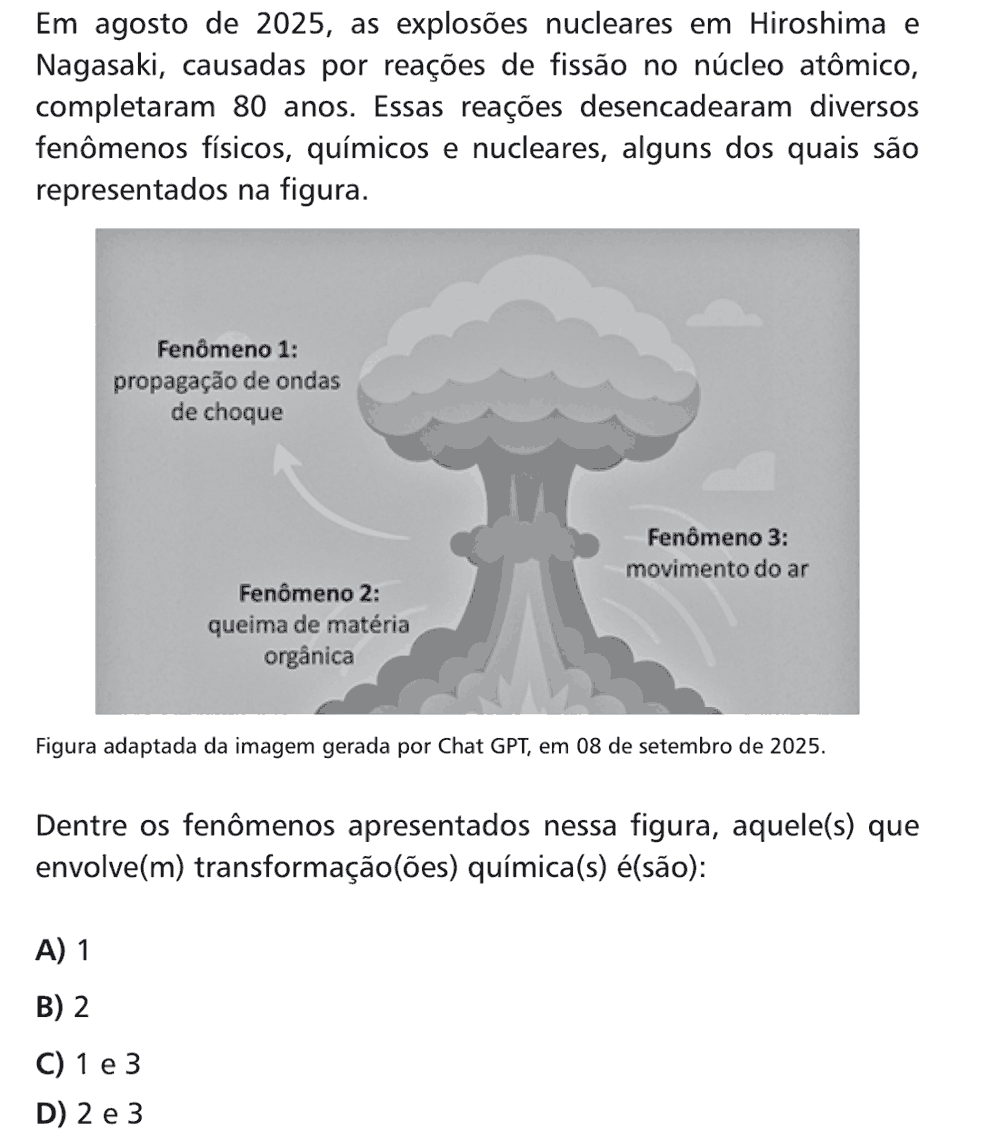 Em agosto de 2025, as explosões nucleares em Hiroshima e
Nagasaki, causadas por reações de fissão no núcleo atômico,
completaram 80 anos. Essas reações desencadearam diversos
fenômenos físicos, químicos e nucleares, alguns dos quais são
representados na figura.
Fenômeno 1:
propagação de ondas
de choque
Fenômeno 3:
movimento do ar
Fenômeno 2:
queima de matéria
orgânica
Figura adaptada da imagem gerada por Chat GPT, em 08 de setembro de 2025.
Dentre os fenômenos apresentados nessa figura, aquele(s) que
envolve(m) transformação(ões) química(s) é(são):
A) 1
B) 2
C) 1 e 3
D) 2 e 3